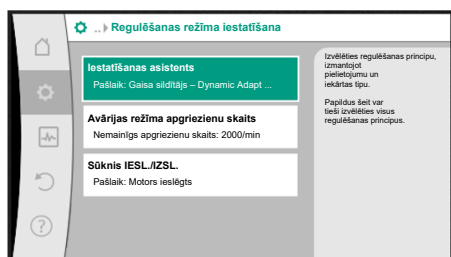 .. Regulēšanas režīma iestatīšana
Iestatīšanas asistents
Pašlaik: Gaisa sildītājs – Dynamic Adapt ...
Avārijas režīma apgriezienu skaits
Nemainīgs apgriezienu skaits: 2000/min
Sūknis IESL./IZSL.
Pašlaik: Motors ieslēgts
Izvēlēties regulēšanas principu,
izmantojot
pielietojumu un
iekārtas tipu.
Papildus šeit var
tieši izvēlēties visus
regulēšanas principus.
?